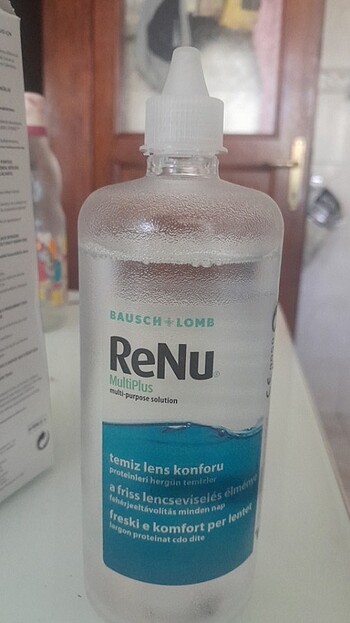 BAUSCH + LOMB
ReNu®
MultiPlus
multi-purpose solution
temiz lens konforu
proteinleri hergün temizler
a friss lencseviselés élménye
fehérjeeltávolítás minden nap
freski e komfort per lentet
largon proteinat cdo dite